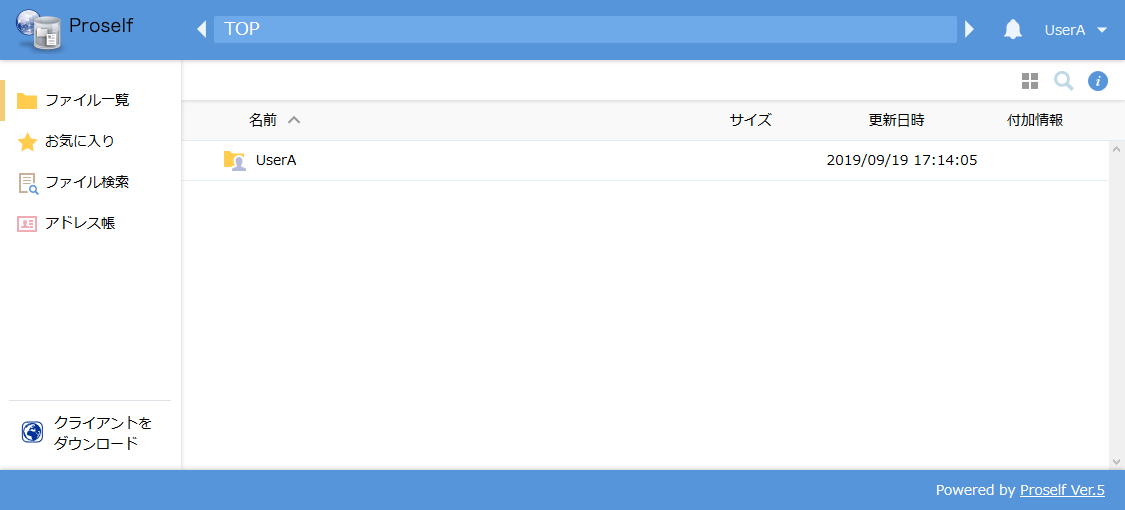 Proself
TOP
UserA
ファイル一覧
お気に入り
ファイル検索
アドレス帳
クライアントを
ダウンロード
名前 サイズ 更新日時 付加情報
UserA 2019/09/19 17:14:05
Powered by Proself Ver.5